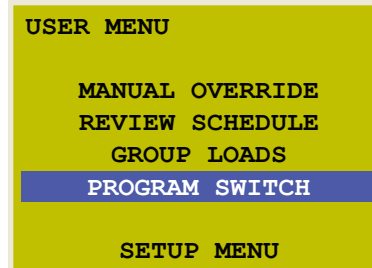 USER MENU
MANUAL OVERRIDE
REVIEW SCHEDULE
GROUP LOADS
PROGRAM SWITCH
SETUP MENU